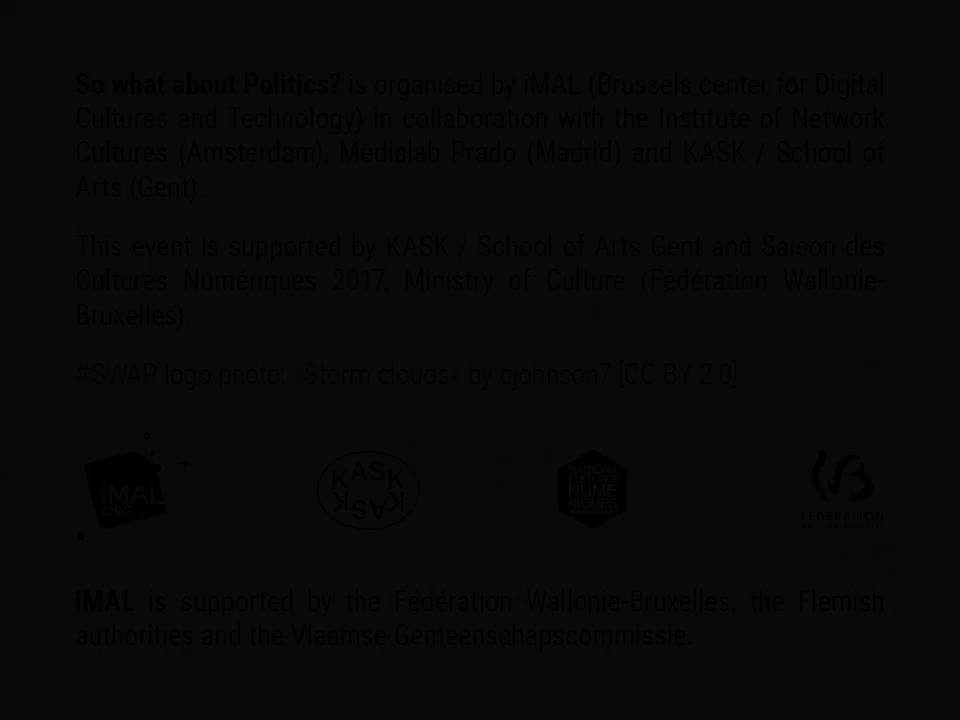 So what about Politics? is organised by iMAL (Brussels center for Digital
Cultures and Technology) in collaboration with the Institute of Network
Cultures (Amsterdam), Medialab Prado (Madrid) and KASK / School of
Arts (Gent).
This event is supported by KASK / School of Arts Gent and Saison des
Cultures Numériques 2017, Ministry of Culture (Fédération Wallonie-
Bruxelles).
#SWAP logo photo: Storm clouds by cjohnson7 [CC BY 2.0]
iMAL
.ORG
KASK
KASK
NUMÉ
RIQUES
FÉDÉRATION
iMAL is supported by the Fédération Wallonie-Bruxelles, the Flemish
authorities and the Vlaamse Gemeenschapscommissie.